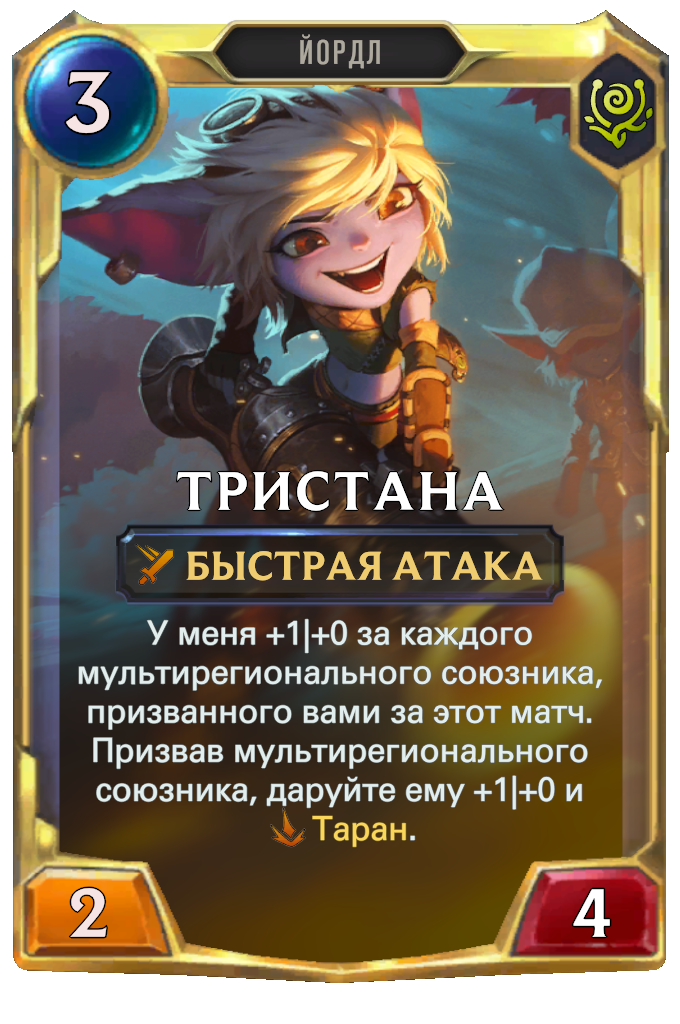 ЙОРДЛ
3
ТРИСТАНА
БЫСТРАЯ АТАКА
У меня +1|+0 за каждого
мультирегионального союзника,
призванного вами за этот матч.
Призвав мультирегионального
союзника, даруйте ему +1|+0 и
Таран.
2
4